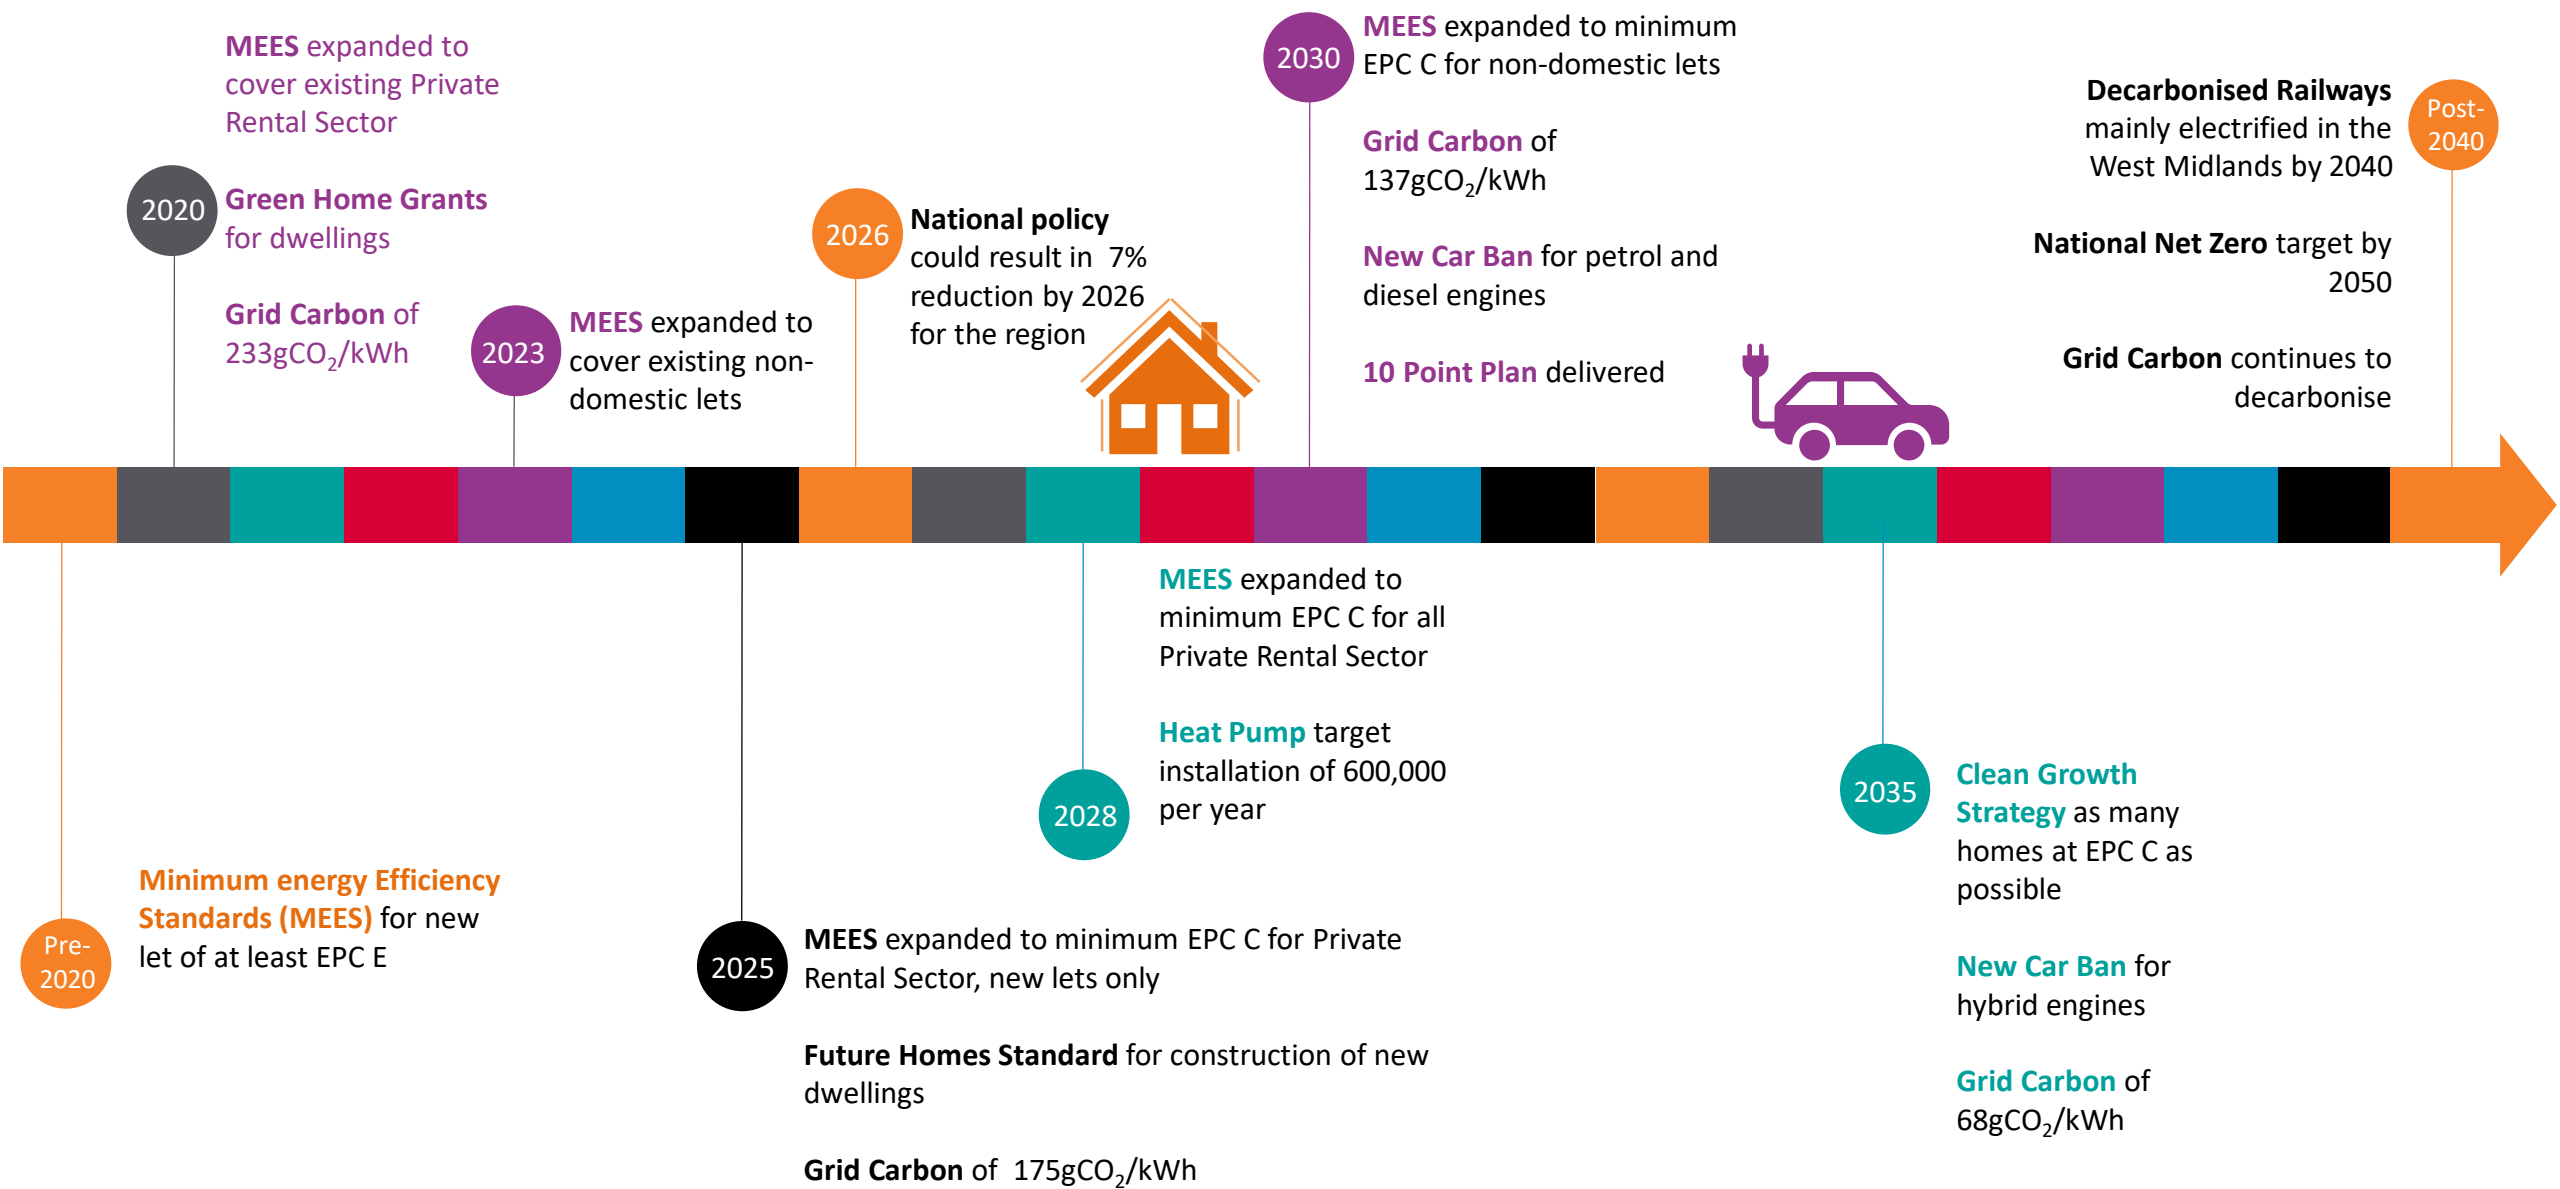 MEES expanded to
cover existing Private
Rental Sector
2020
Green Home Grants
for dwellings
Grid Carbon of
233gCO₂/kWh
2023
MEES expanded to
cover existing non-
domestic lets
2026
National policy
could result in  7%
reduction by 2026
for the region
2030
MEES expanded to minimum
EPC C for non-domestic lets
Grid Carbon of
137gCO₂/kWh
New Car Ban for petrol and
diesel engines
10 Point Plan delivered
Post-
2040
Decarbonised Railways
mainly electrified in the
West Midlands by 2040
National Net Zero target by
2050
Grid Carbon continues to
decarbonise
Pre-
2020
Minimum energy Efficiency
Standards (MEES) for new
let of at least EPC E
2025
MEES expanded to minimum EPC C for Private
Rental Sector, new lets only
Future Homes Standard for construction of new
dwellings
Grid Carbon of  175gCO₂/kWh
2028
MEES expanded to
minimum EPC C for all
Private Rental Sector
Heat Pump target
installation of 600,000
per year
2035
Clean Growth
Strategy as many
homes at EPC C as
possible
New Car Ban for
hybrid engines
Grid Carbon of
68gCO₂/kWh